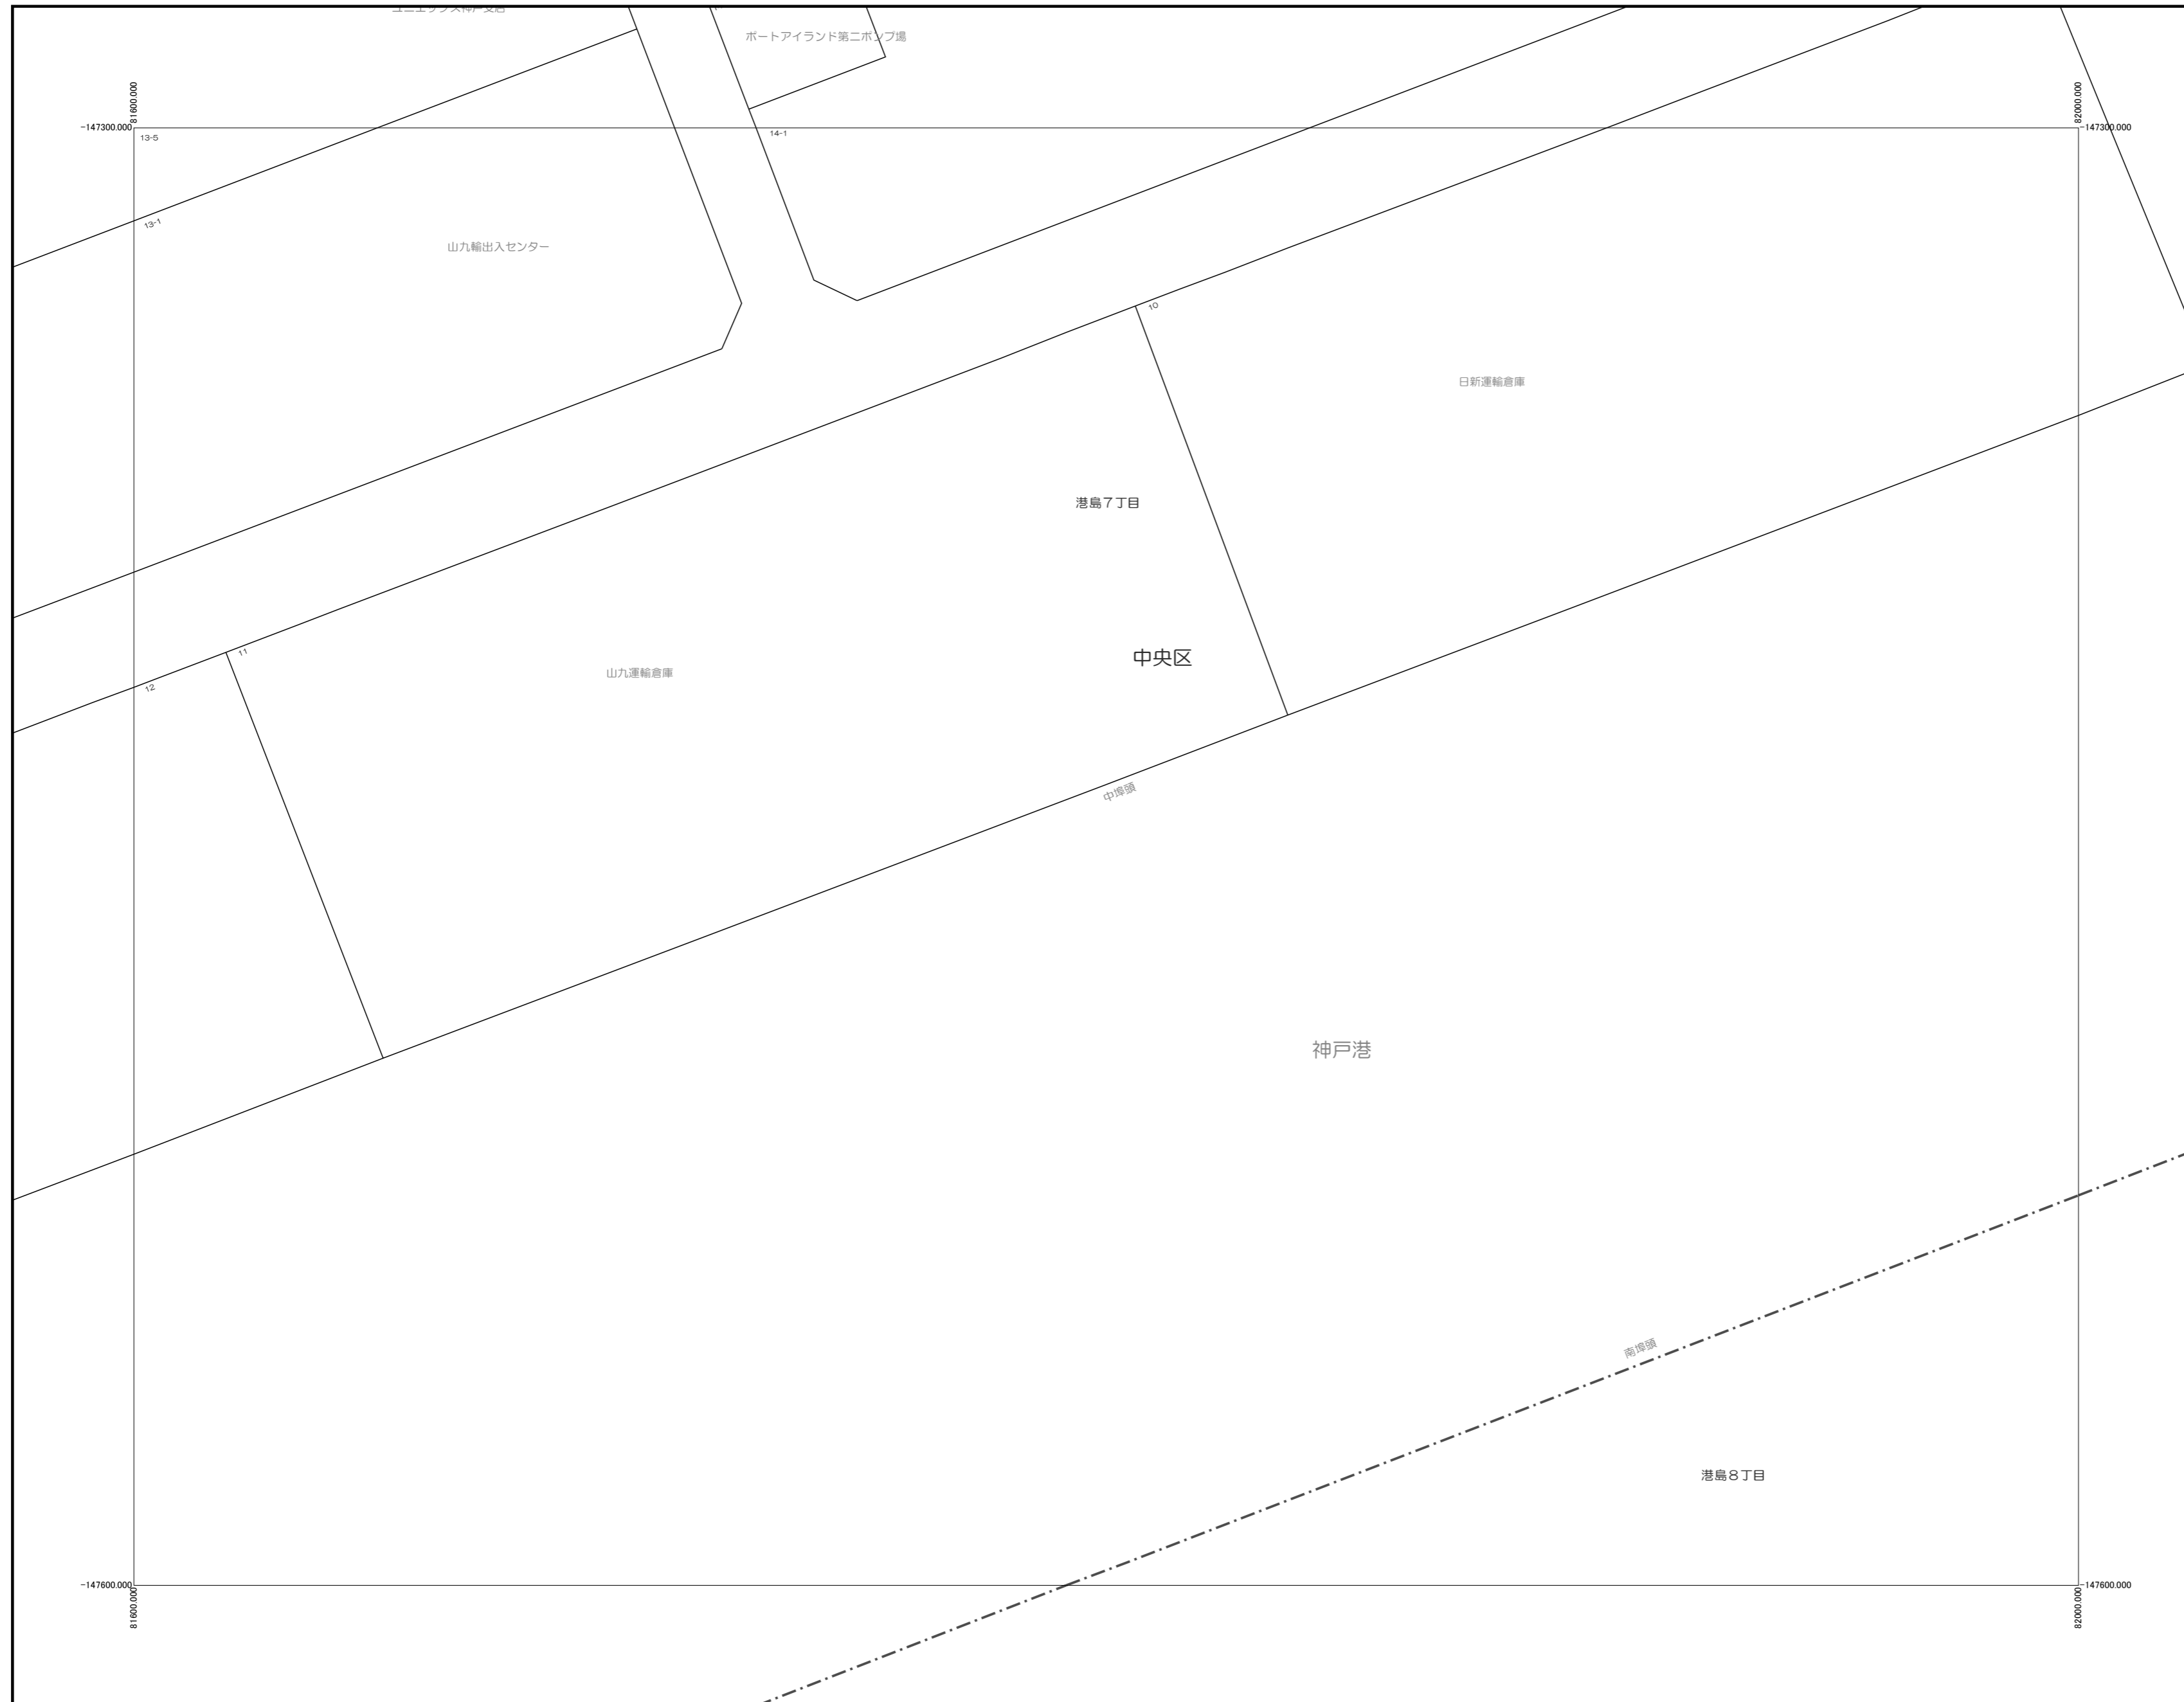 ポートアイランド第二ポンプ場
81600.000
82000.000
-147300.000
-147300.000
13-5
14-1
13-1
山九輸出入センター
10
日新運輸倉庫
港島7丁目
11
中央区
山九運輸倉庫
12
中埠頭
神戸港
南埠頭
港島8丁目
-147600.000
-147600.000
81600.000
82000.000